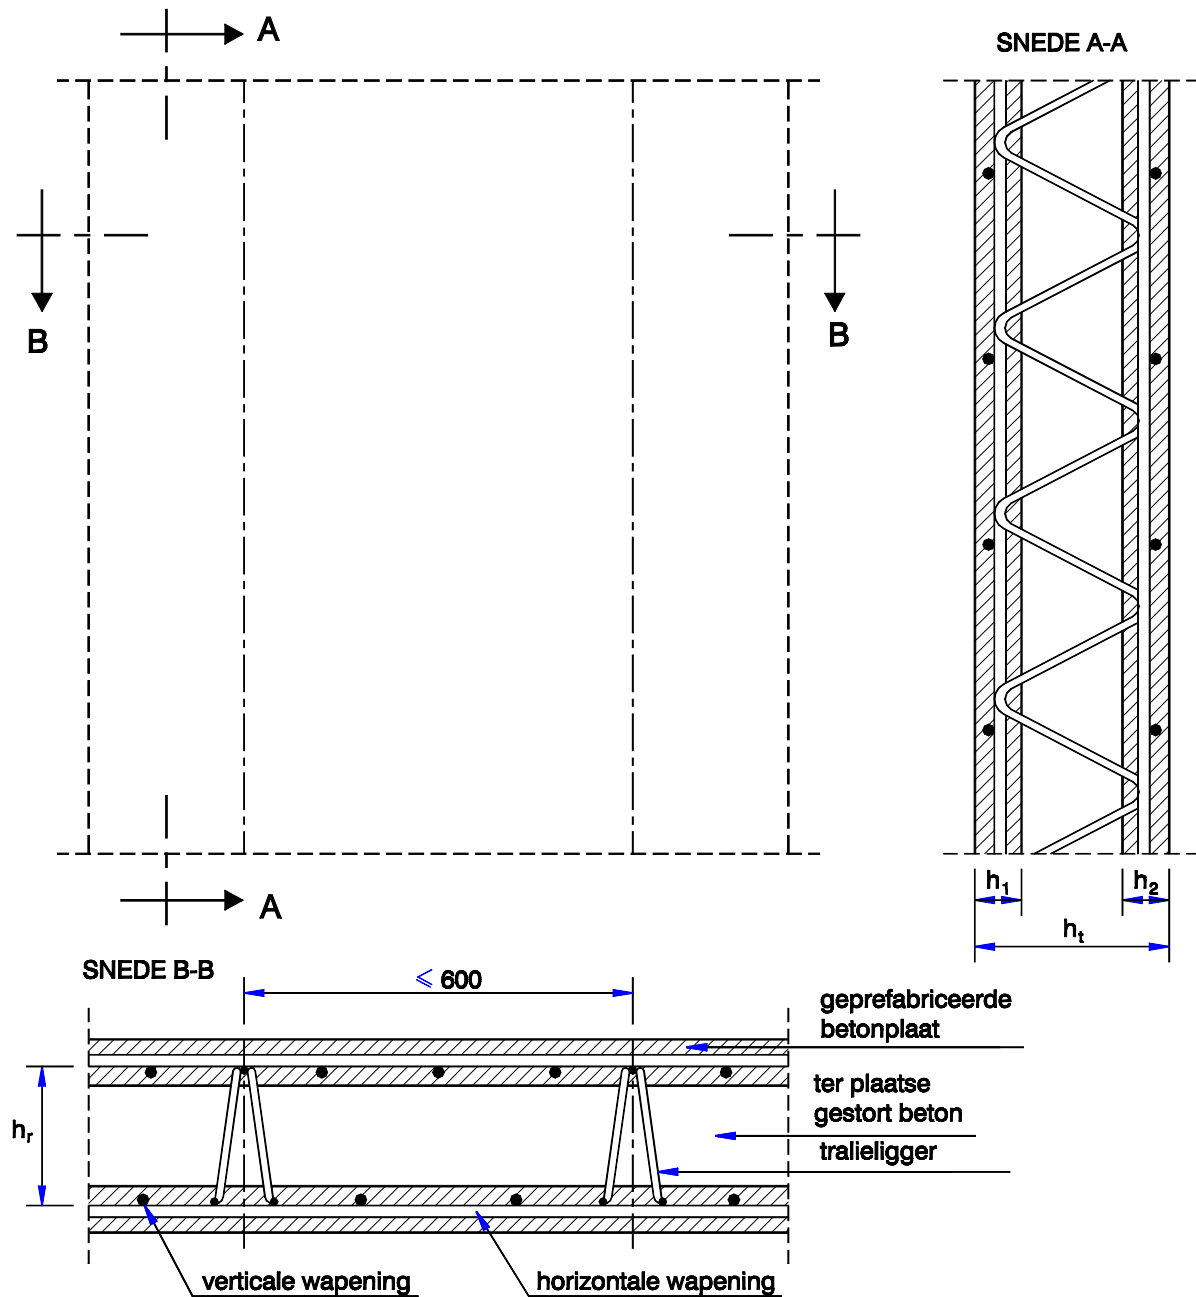 A
SNEDE A-A
B
B
h1
h2
A
ht
SNEDE B-B
⩽ 600
geprefabriceerde
betonplaat
ter plaatse
gestort beton
hr
tralieligger
verticale wapening
horizontale wapening